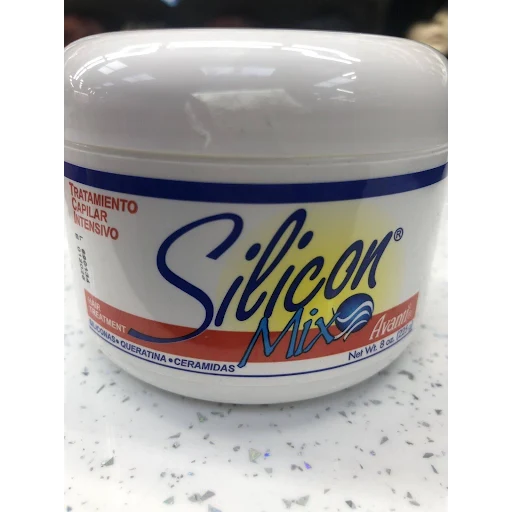 TRATAMIENTO
CAPILAR
INTENSIVO
Silicon®
Mix
HAIR
TREATMENT
Avanti
SILICONAS • QUERATINA • CERAMIDAS
Net Wt. 8 oz.